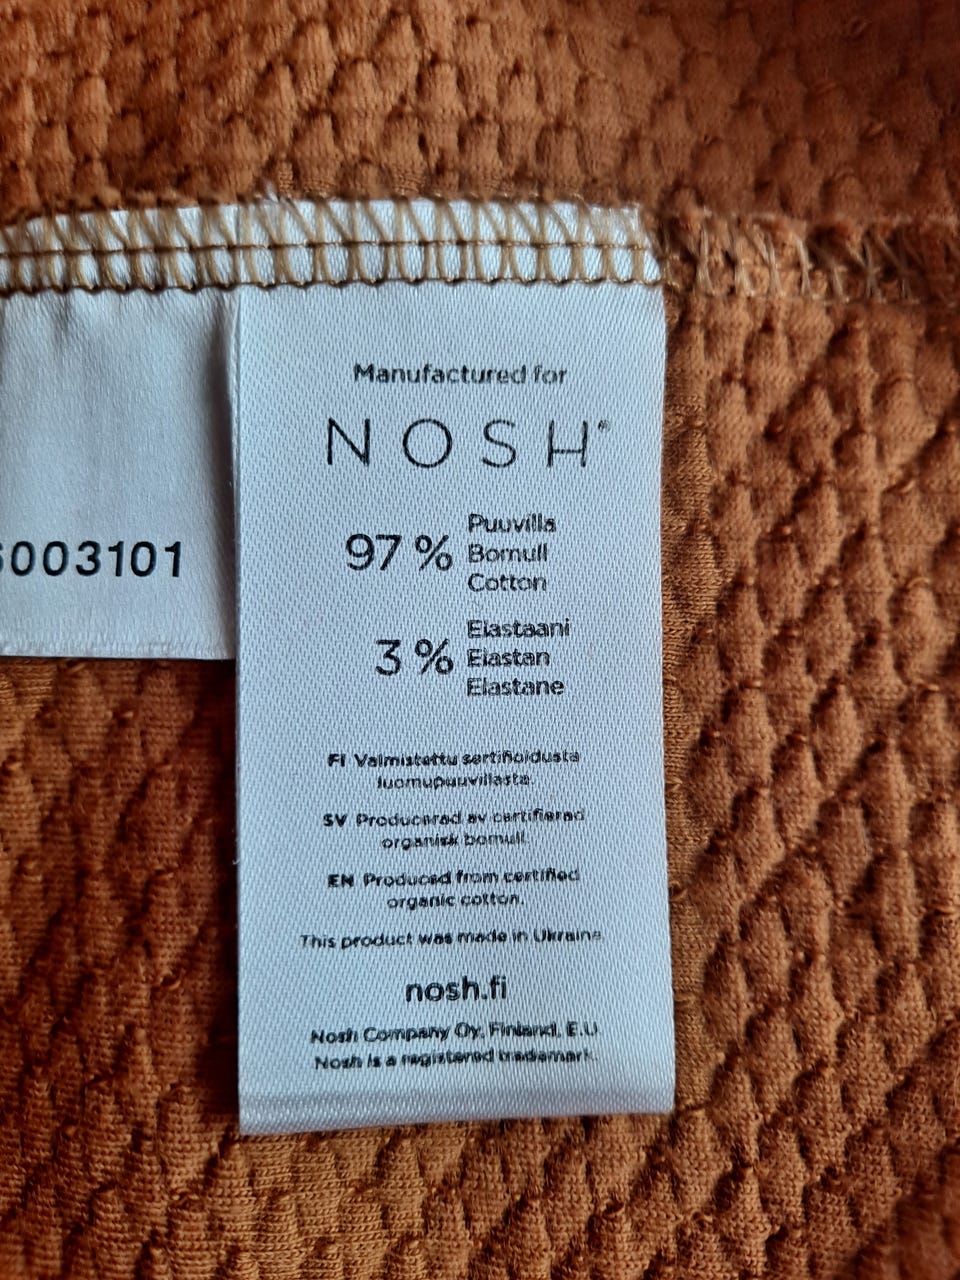 003101
Manufactured for
NOSH®
97 % Puuvilla
Bomull
Cotton
3 % Elastaani
Elastan
Elastane
FI Valmistettu sertifioidusta
luomupuuvillasta.
SV Producerad av certifierad
organisk bomull.
EN Produced from certified
organic cotton.
This product was made in Ukraine.
nosh.fi
Nosh Company Oy, Finland, E.U
Nosh is a registered trademark.